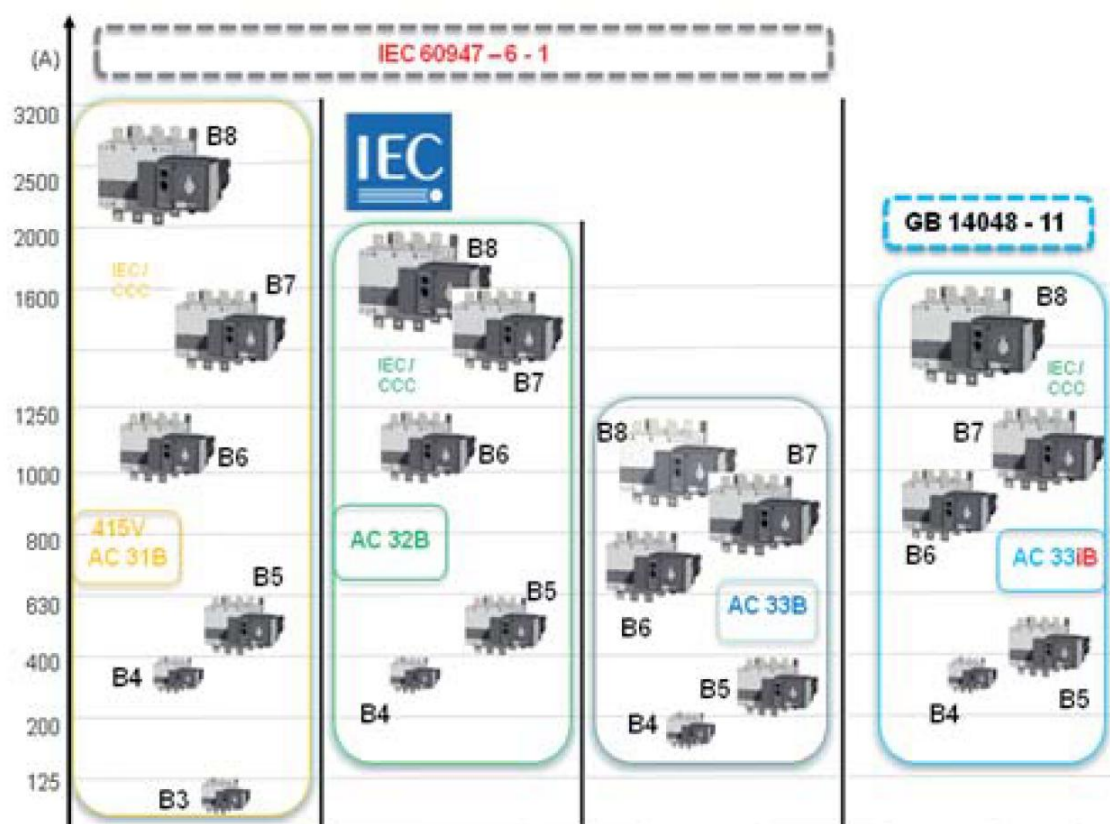 (A)
IEC 60947 – 6 - 1
3200
2500
2000
1600
1250
1000
800
630
400
200
125
B8
IEC /
CCC
B7
B6
415V
AC 31B
B5
B4
B3
IEC
B8
B7
IEC /
CCC
B6
AC 32B
B5
B4
B8
B7
B6
AC 33B
B5
B4
GB 14048 - 11
B8
IEC /
CCC
B7
B6
AC 33iB
B4
B5